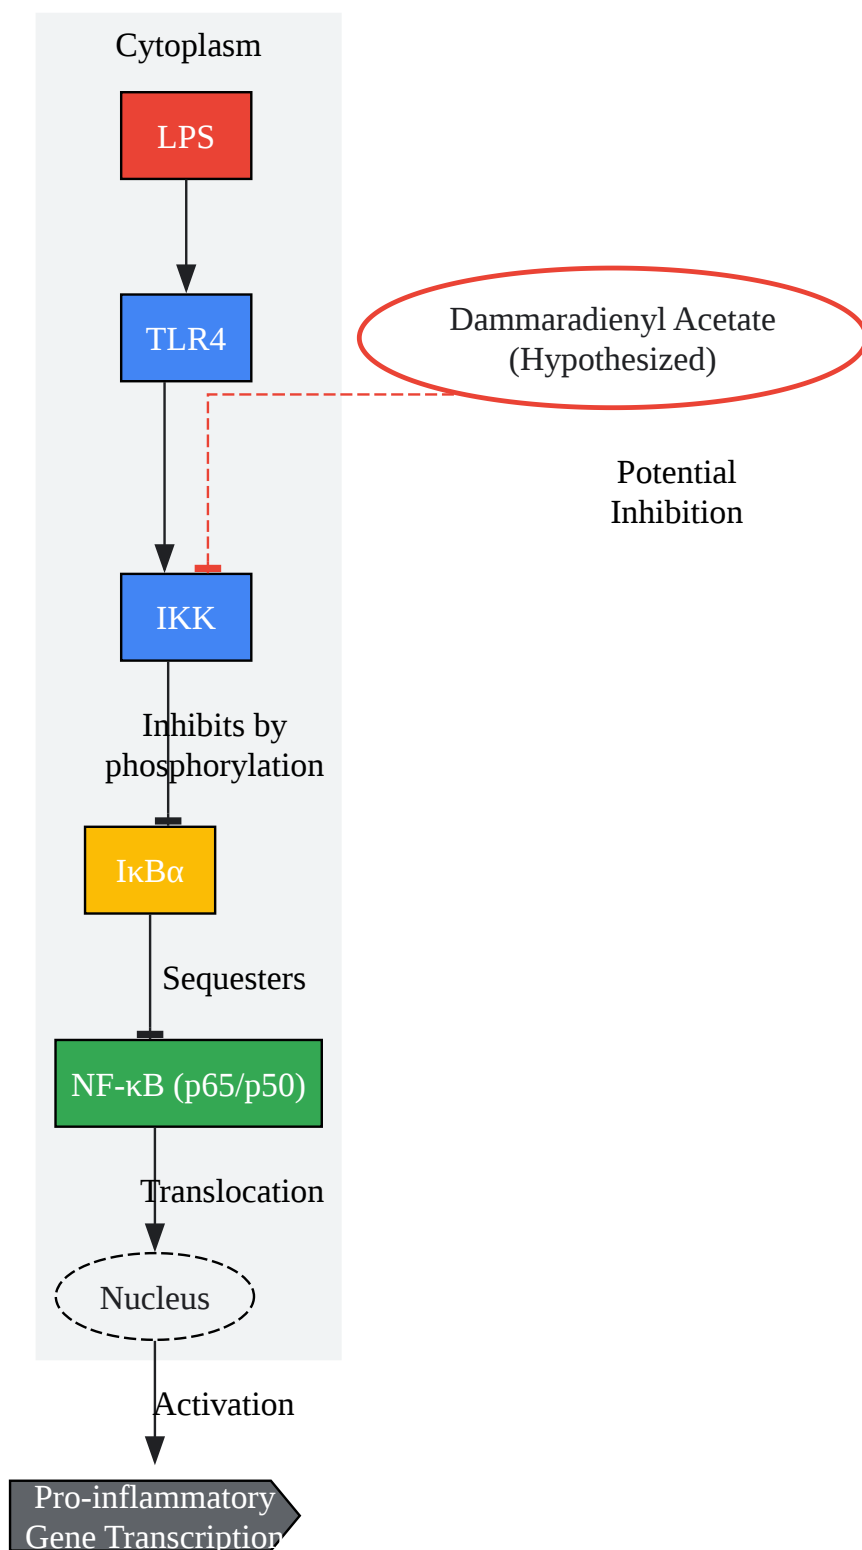 Cytoplasm
LPS
TLR4
Dammaradienyl Acetate
(Hypothesized)
Potential
Inhibition
IKK
Inhibits by
phosphorylation
IκBα
Sequesters
NF-κB (p65/p50)
Translocation
Nucleus
Activation
Pro-inflammatory
Gene Transcription